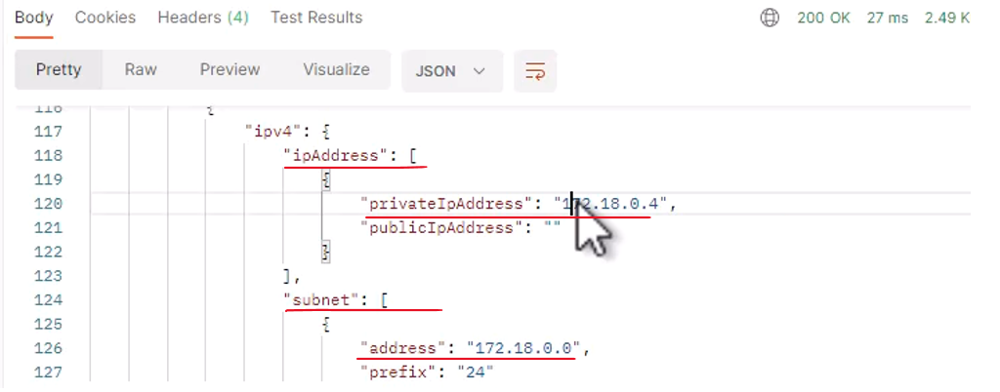 Body Cookies Headers (4) Test Results 200 OK 27 ms 2.49 K
Pretty Raw Preview Visualize JSON
116 {
117 "ipv4": {
118 "ipAddress": [
119 {
120 "privateIpAddress": "172.18.0.4",
121 "publicIpAddress": ""
122 }
123 ],
124 "subnet": [
125 {
126 "address": "172.18.0.0",
127 "prefix": "24"